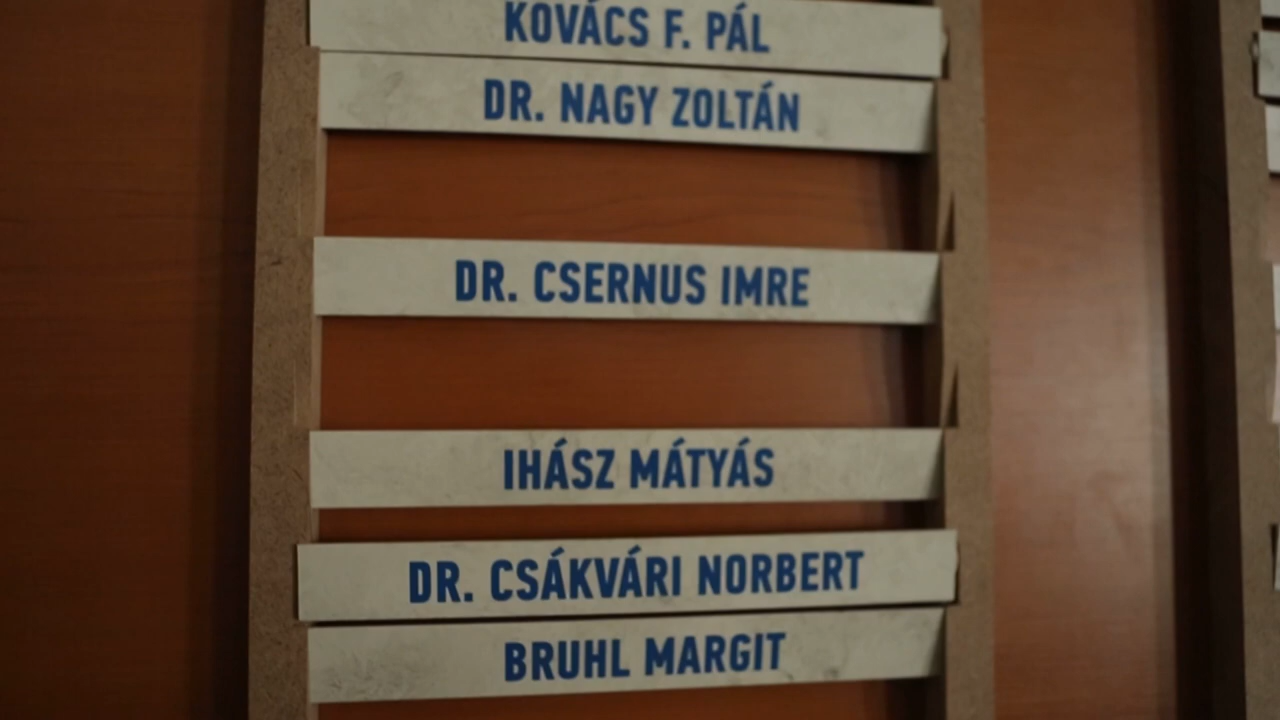 KOVÁCS F. PÁL
DR. NAGY ZOLTÁN
DR. CSERNUS IMRE
IHÁSZ MÁTYÁS
DR. CSÁKVÁRI NORBERT
BRUHL MARGIT